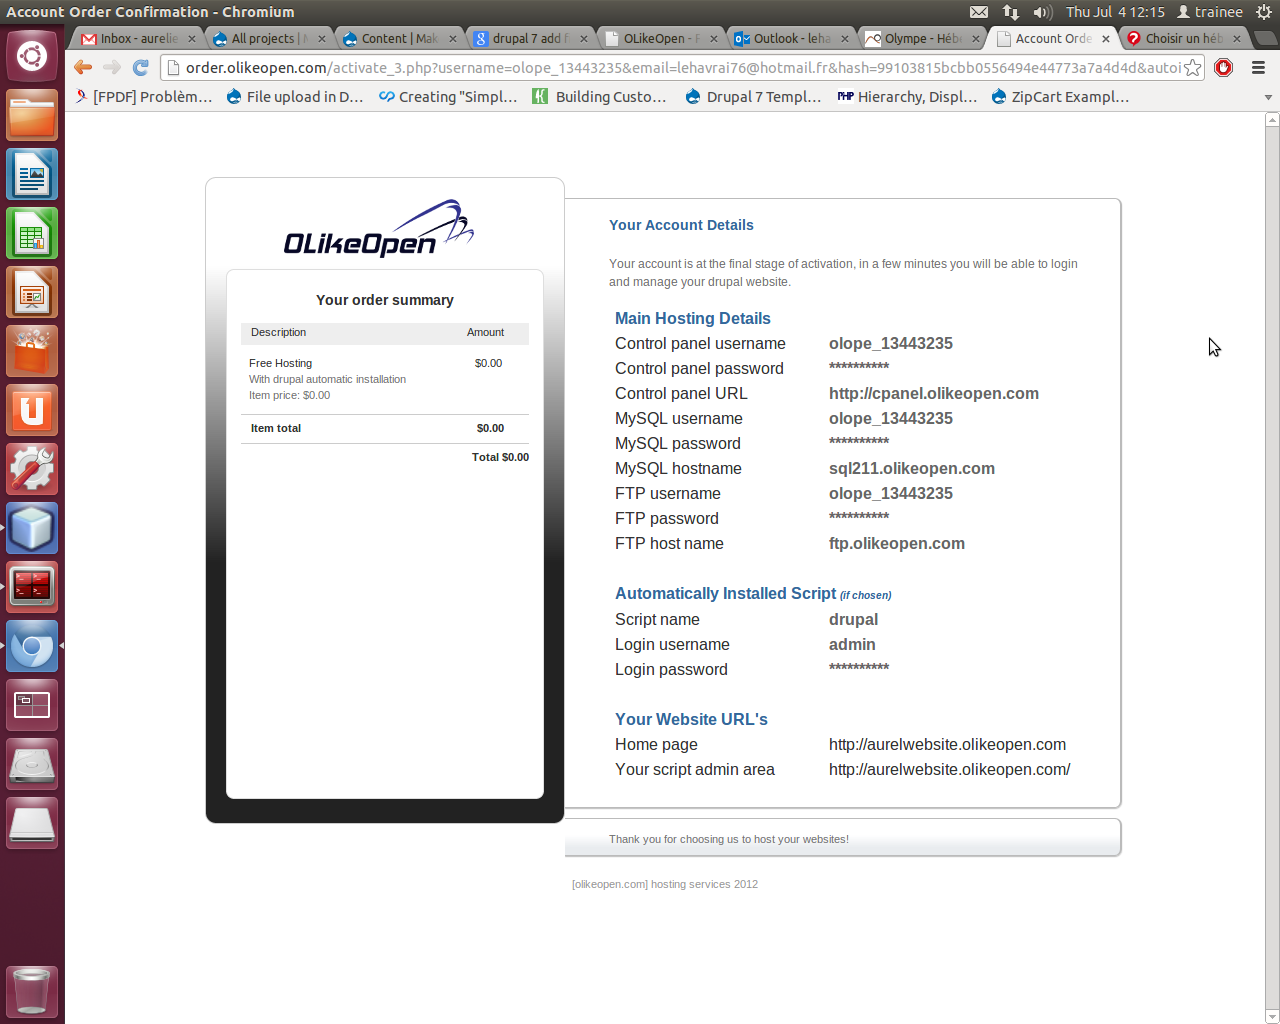 Account Order Confirmation - Chromium
Thu Jul 4 12:15 trainee
Inbox - aurelie
All projects | M
Content | Mak
drupal 7 add f
OLikeOpen - F
Outlook - leha
Olympe - Héb
Account Orde
Choisir un héb
order.olikeopen.com/activate_3.php?username=olope_13443235&email=lehavrai76@hotmail.fr&hash=99103815bcbb0556494e44773a7a4d4d&autoi
[FPDF] Problèm...
File upload in D...
Creating "Simpl...
Building Custo...
Drupal 7 Templ...
PHP
Hierarchy, Displ...
ZipCart Exampl...
OLikeOpen
Your order summary
Description Amount
Free Hosting $0.00
With drupal automatic installation
Item price: $0.00
Item total $0.00
Total $0.00
Your Account Details
Your account is at the final stage of activation, in a few minutes you will be able to login
and manage your drupal website.
Main Hosting Details
Control panel username olope_13443235
Control panel password **********
Control panel URL http://cpanel.olikeopen.com
MySQL username olope_13443235
MySQL password **********
MySQL hostname sql211.olikeopen.com
FTP username olope_13443235
FTP password **********
FTP host name ftp.olikeopen.com
Automatically Installed Script (if chosen)
Script name drupal
Login username admin
Login password **********
Your Website URL's
Home page http://aurelwebsite.olikeopen.com
Your script admin area http://aurelwebsite.olikeopen.com/
Thank you for choosing us to host your websites!
[olikeopen.com] hosting services 2012